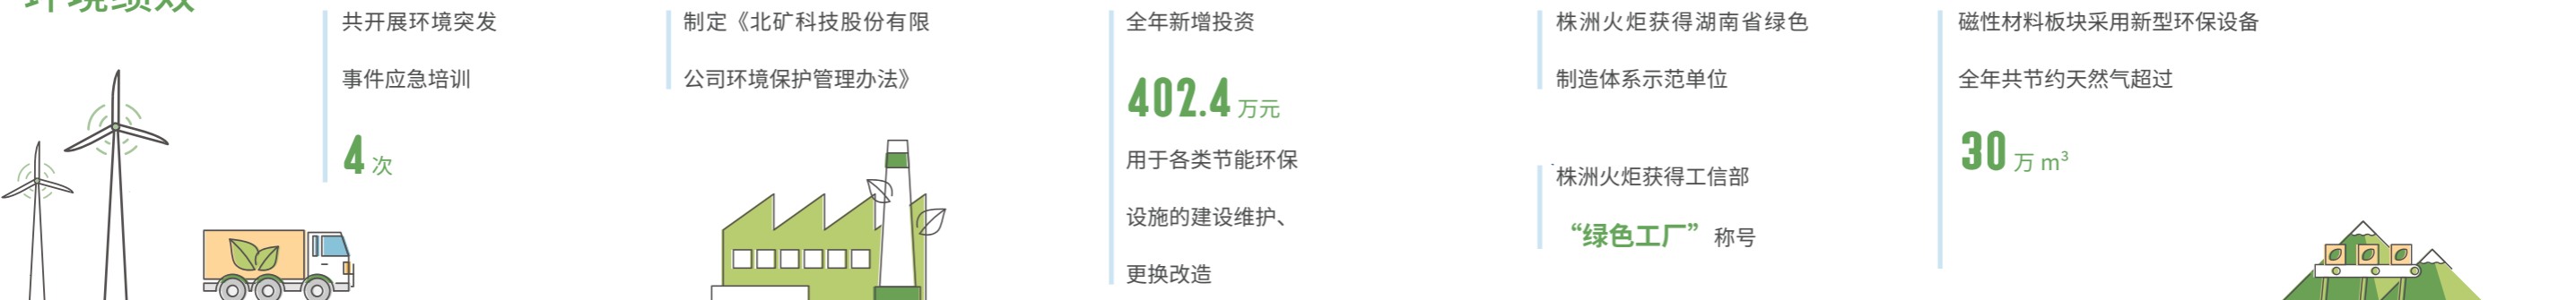 环境绩效
共开展环境突发
事件应急培训
4 次
制定《北矿科技股份有限
公司环境保护管理办法》
全年新增投资
402.4 万元
用于各类节能环保
设施的建设维护、
更换改造
株洲火炬获得湖南省绿色
制造体系示范单位
株洲火炬获得工信部
“绿色工厂”称号
磁性材料板块采用新型环保设备
全年共节约天然气超过
30 万 m³